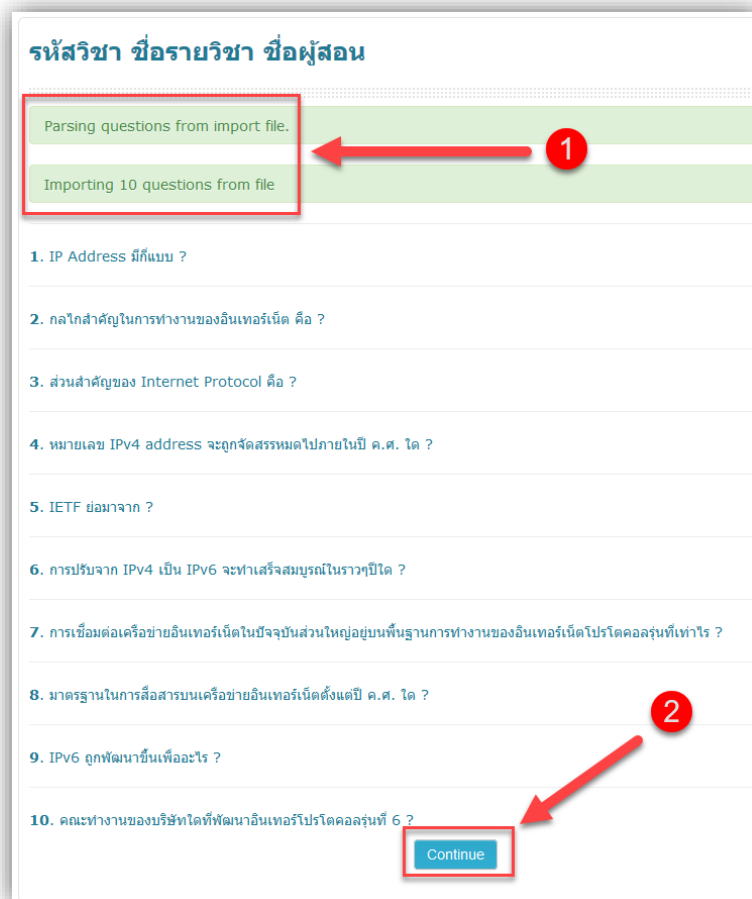 รหัสวิชา ชื่อรายวิชา ชื่อผู้สอน
Parsing questions from import file.
1
Importing 10 questions from file
1. IP Address มีกี่แบบ ?
2. กลไกสำคัญในการทำงานของอินเทอร์เน็ต คือ ?
3. ส่วนสำคัญของ Internet Protocol คือ ?
4. หมายเลข IPv4 address จะถูกจัดสรรหมดไปภายในปี ค.ศ. ใด ?
5. IETF ย่อมาจาก ?
6. การปรับจาก IPv4 เป็น IPv6 จะทำเสร็จสมบูรณ์ในราวๆปีใด ?
7. การเชื่อมต่อเครือข่ายอินเทอร์เน็ตในปัจจุบันส่วนใหญ่อยู่บนพื้นฐานการทำงานของอินเทอร์เน็ตโปรโตคอลรุ่นที่เท่าไร ?
8. มาตรฐานในการสื่อสารบนเครือข่ายอินเทอร์เน็ตตั้งแต่ปี ค.ศ. ใด ?
2
9. IPv6 ถูกพัฒนาขึ้นเพื่ออะไร ?
10. คณะทำงานของบริษัทใดที่พัฒนาอินเทอร์โปรโตคอลรุ่นที่ 6 ?
Continue